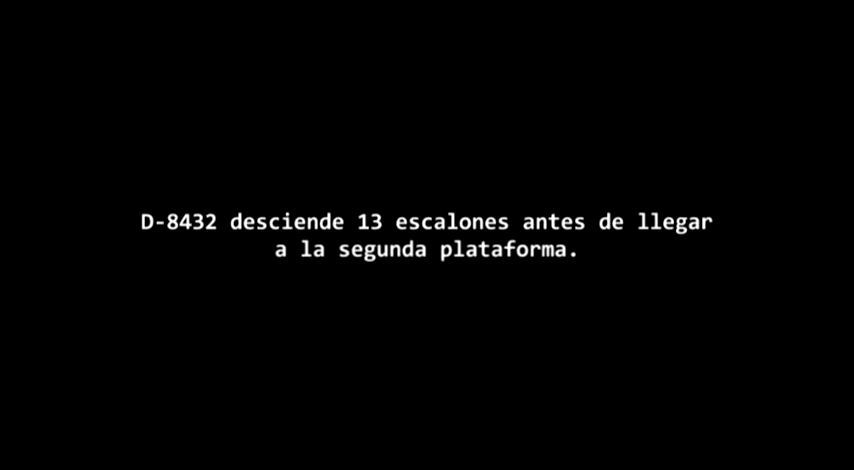 D-8432 desciende 13 escalones antes de llegar
a la segunda plataforma.